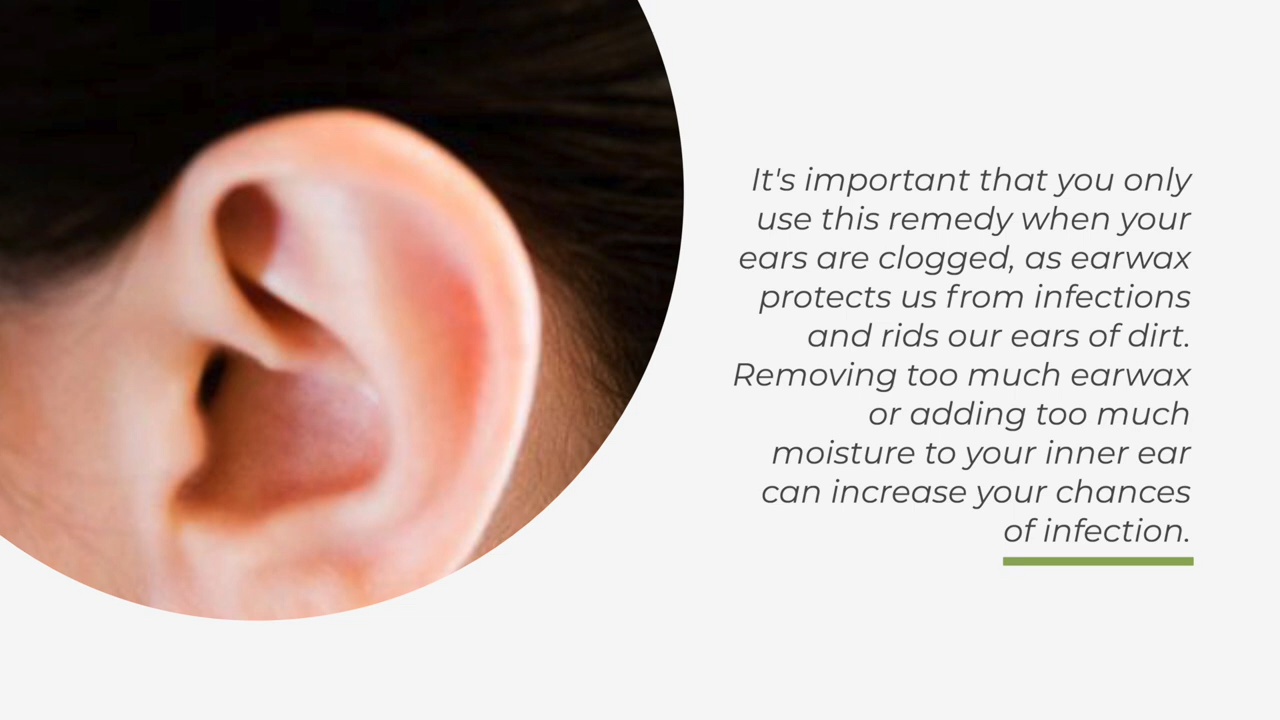 It's important that you only
use this remedy when your
ears are clogged, as earwax
protects us from infections
and rids our ears of dirt.
Removing too much earwax
or adding too much
moisture to your inner ear
can increase your chances
of infection.